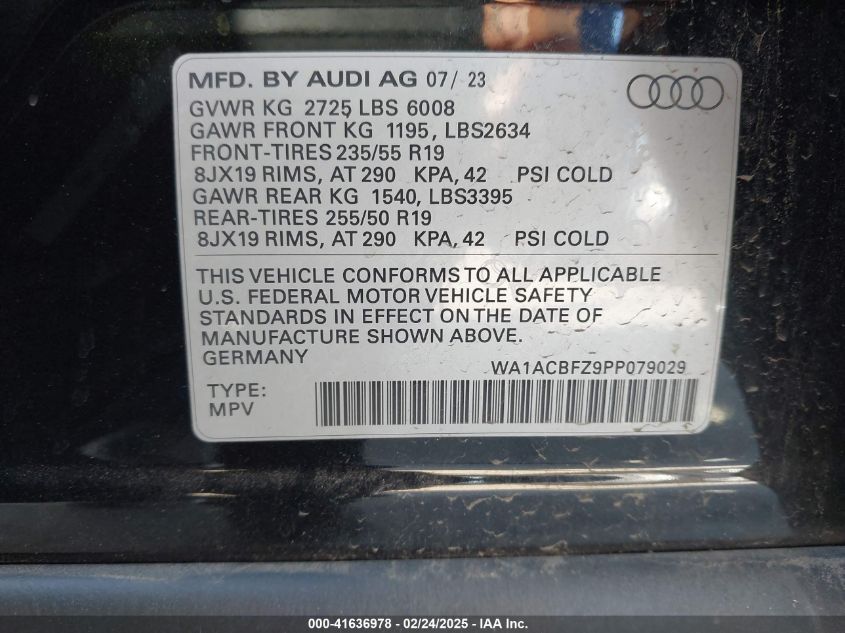 MFD. BY AUDI AG 07/ 23
GVWR KG 2725 LBS 6008
GAWR FRONT KG 1195, LBS2634
FRONT-TIRES 235/55 R19
8JX19 RIMS, AT 290 KPA, 42 PSI COLD
GAWR REAR KG 1540, LBS3395
REAR-TIRES 255/50 R19
8JX19 RIMS, AT 290 KPA, 42 PSI COLD
THIS VEHICLE CONFORMS TO ALL APPLICABLE
U.S. FEDERAL MOTOR VEHICLE SAFETY
STANDARDS IN EFFECT ON THE DATE OF
MANUFACTURE SHOWN ABOVE.
GERMANY
WA1ACBFZ9PP079029
TYPE:
MPV
000-41636978 - 02/24/2025 - IAA Inc.